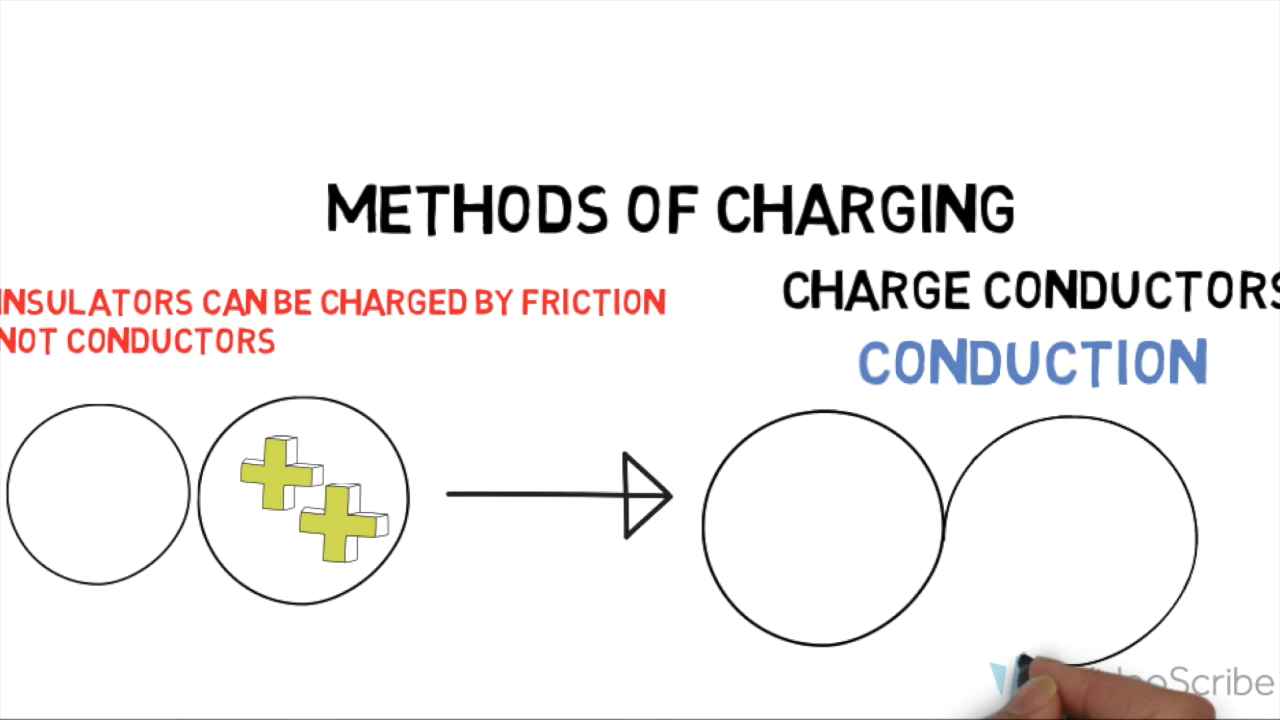 METHODS OF CHARGING
INSULATORS CAN BE CHARGED BY FRICTION
NOT CONDUCTORS
CHARGE CONDUCTORS
CONDUCTION